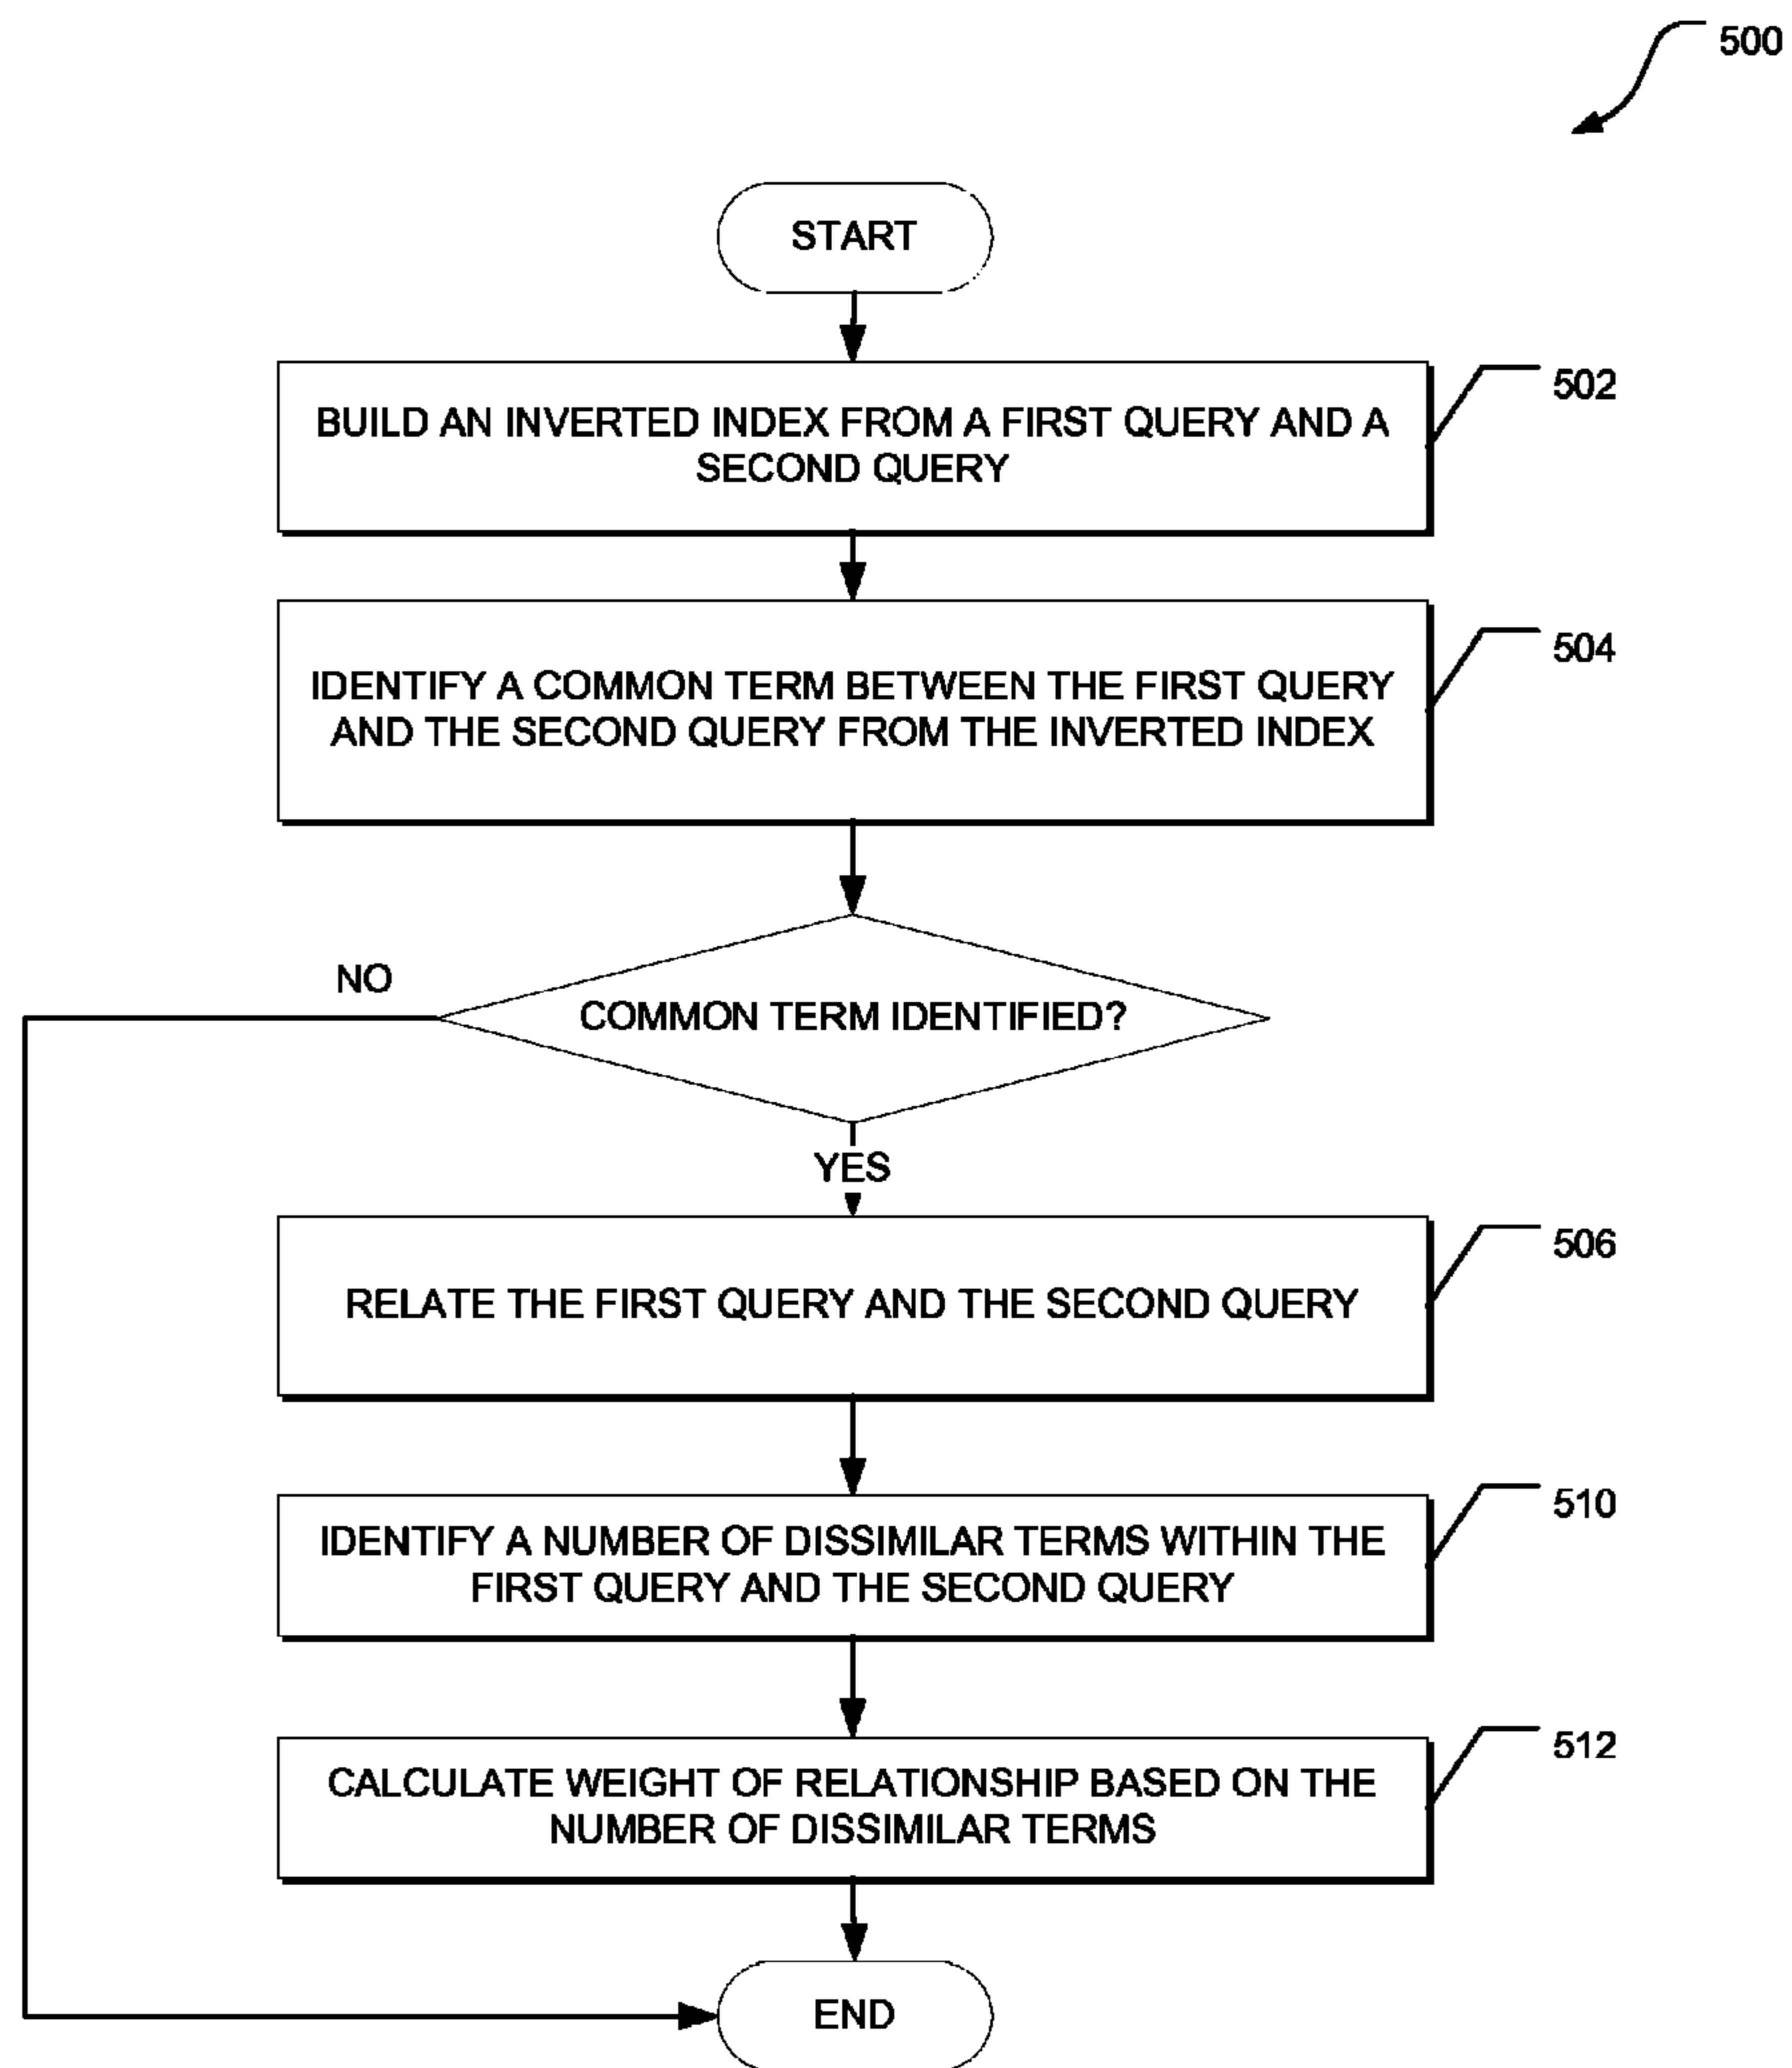 500
START
BUILD AN INVERTED INDEX FROM A FIRST QUERY AND A
SECOND QUERY
502
IDENTIFY A COMMON TERM BETWEEN THE FIRST QUERY
AND THE SECOND QUERY FROM THE INVERTED INDEX
504
NO
COMMON TERM IDENTIFIED?
YES
RELATE THE FIRST QUERY AND THE SECOND QUERY
506
IDENTIFY A NUMBER OF DISSIMILAR TERMS WITHIN THE
FIRST QUERY AND THE SECOND QUERY
510
CALCULATE WEIGHT OF RELATIONSHIP BASED ON THE
NUMBER OF DISSIMILAR TERMS
512
END